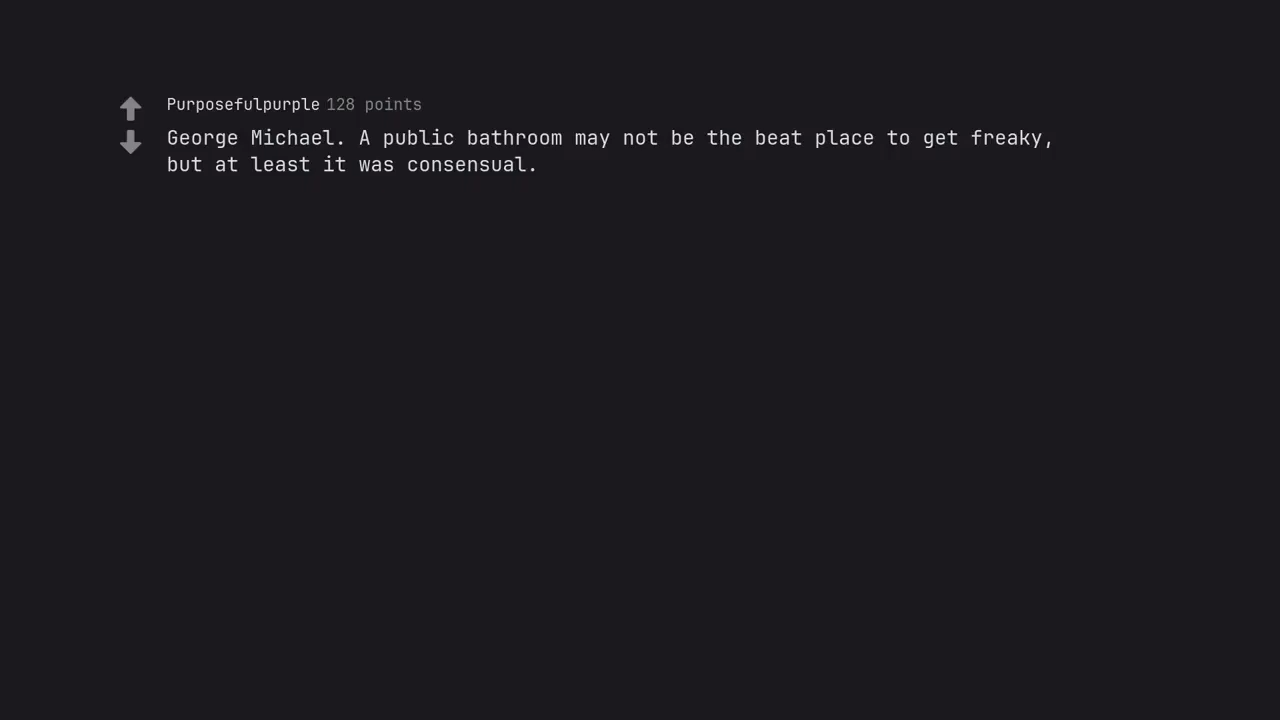 Purposefulpurple 128 points
George Michael. A public bathroom may not be the beat place to get freaky,
but at least it was consensual.